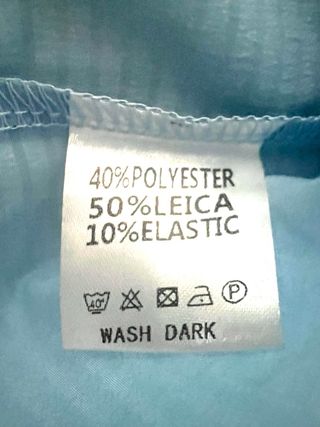 40%POLYESTER
50%LEICA
10%ELASTIC
40°
P
WASH DARK